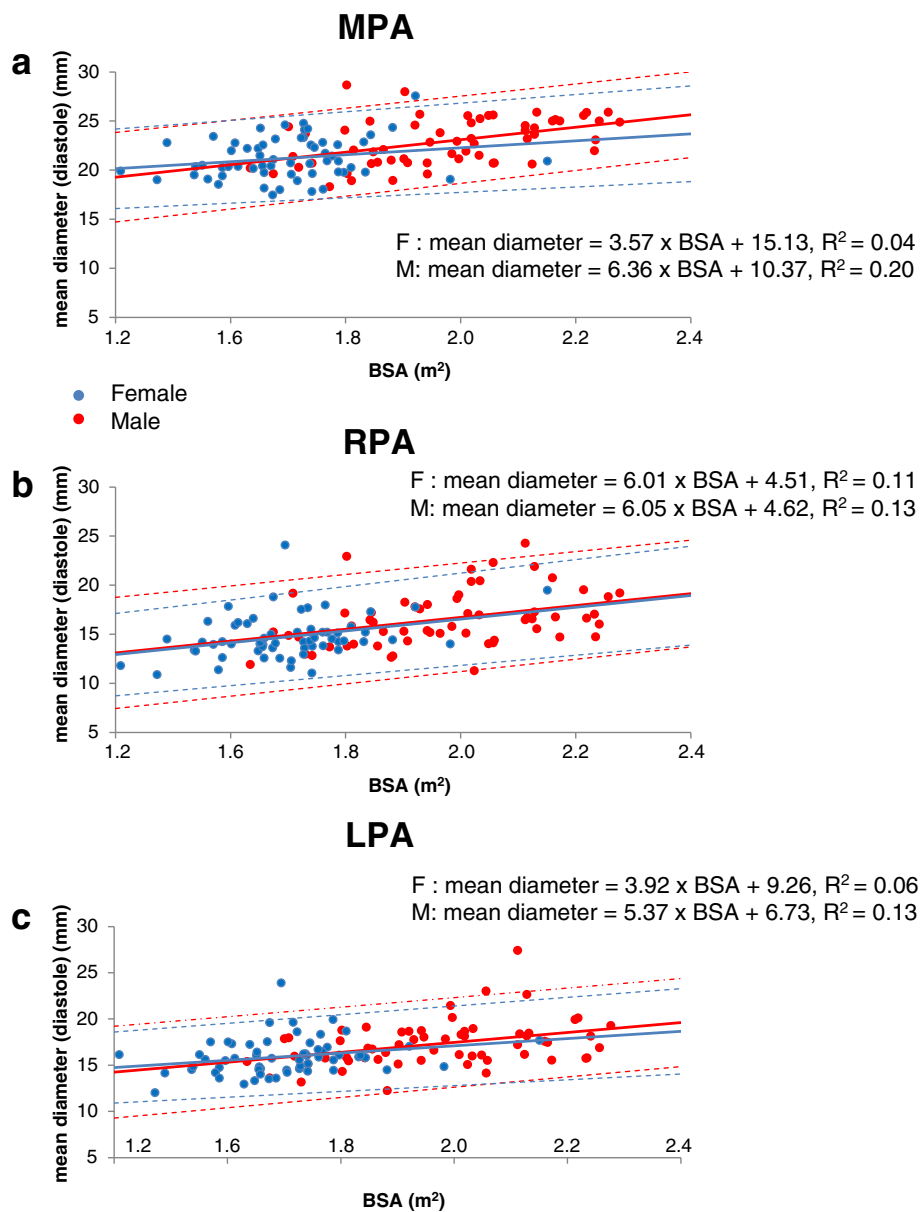 MPA
a
mean diameter (diastole) (mm)
30
25
20
15
10
5
F : mean diameter = 3.57 x BSA + 15.13, R² = 0.04
M: mean diameter = 6.36 x BSA + 10.37, R² = 0.20
1.2 1.6 1.8 2.0 2.2 2.4
BSA (m²)
Female
Male
RPA
b
F : mean diameter = 6.01 x BSA + 4.51, R² = 0.11
M: mean diameter = 6.05 x BSA + 4.62, R² = 0.13
mean diameter (diastole) (mm)
30
25
20
15
10
5
1.2 1.6 1.8 2.0 2.2 2.4
BSA (m²)
LPA
F : mean diameter = 3.92 x BSA + 9.26, R² = 0.06
M: mean diameter = 5.37 x BSA + 6.73, R² = 0.13
c
mean diameter (diastole) (mm)
30
25
20
15
10
5
1.2 1.6 1.8 2.0 2.2 2.4
BSA (m²)